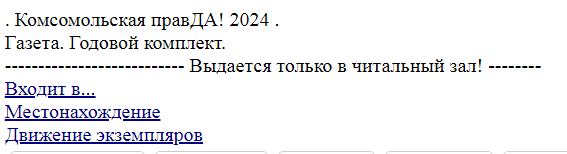 . Комсомольская правДА! 2024 .
Газета. Годовой комплект.
--------------------------- Выдается только в читальный зал! --------
Входит в...
Местонахождение
Движение экземпляров